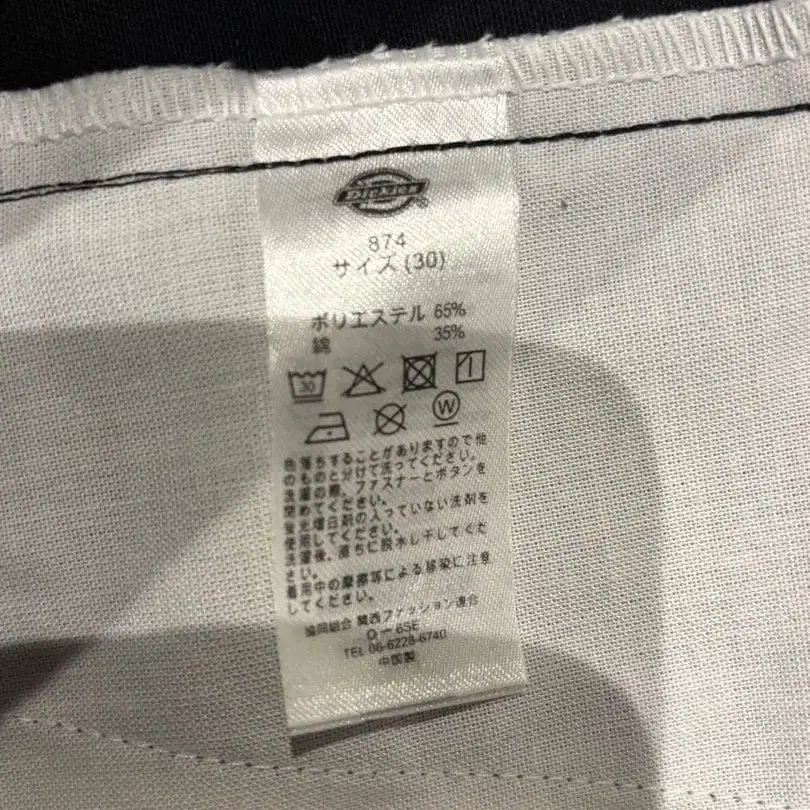 Dickies®
874
サイズ (30)
ポリエステル 65%
綿 35%
30
W
色落ちすることがありますので他
のものと分けて洗ってください。
洗濯の際、ファスナーとボタンを
閉めてください。
蛍光増白剤の入っていない洗剤を
使用してください。
洗濯後、直ちに脱水し干してくだ
さい。
着用中の摩擦等による移染に注意
してください。
協同組合 関西ファッション連合
O－6SE
TEL 06-6228-6740
中国製